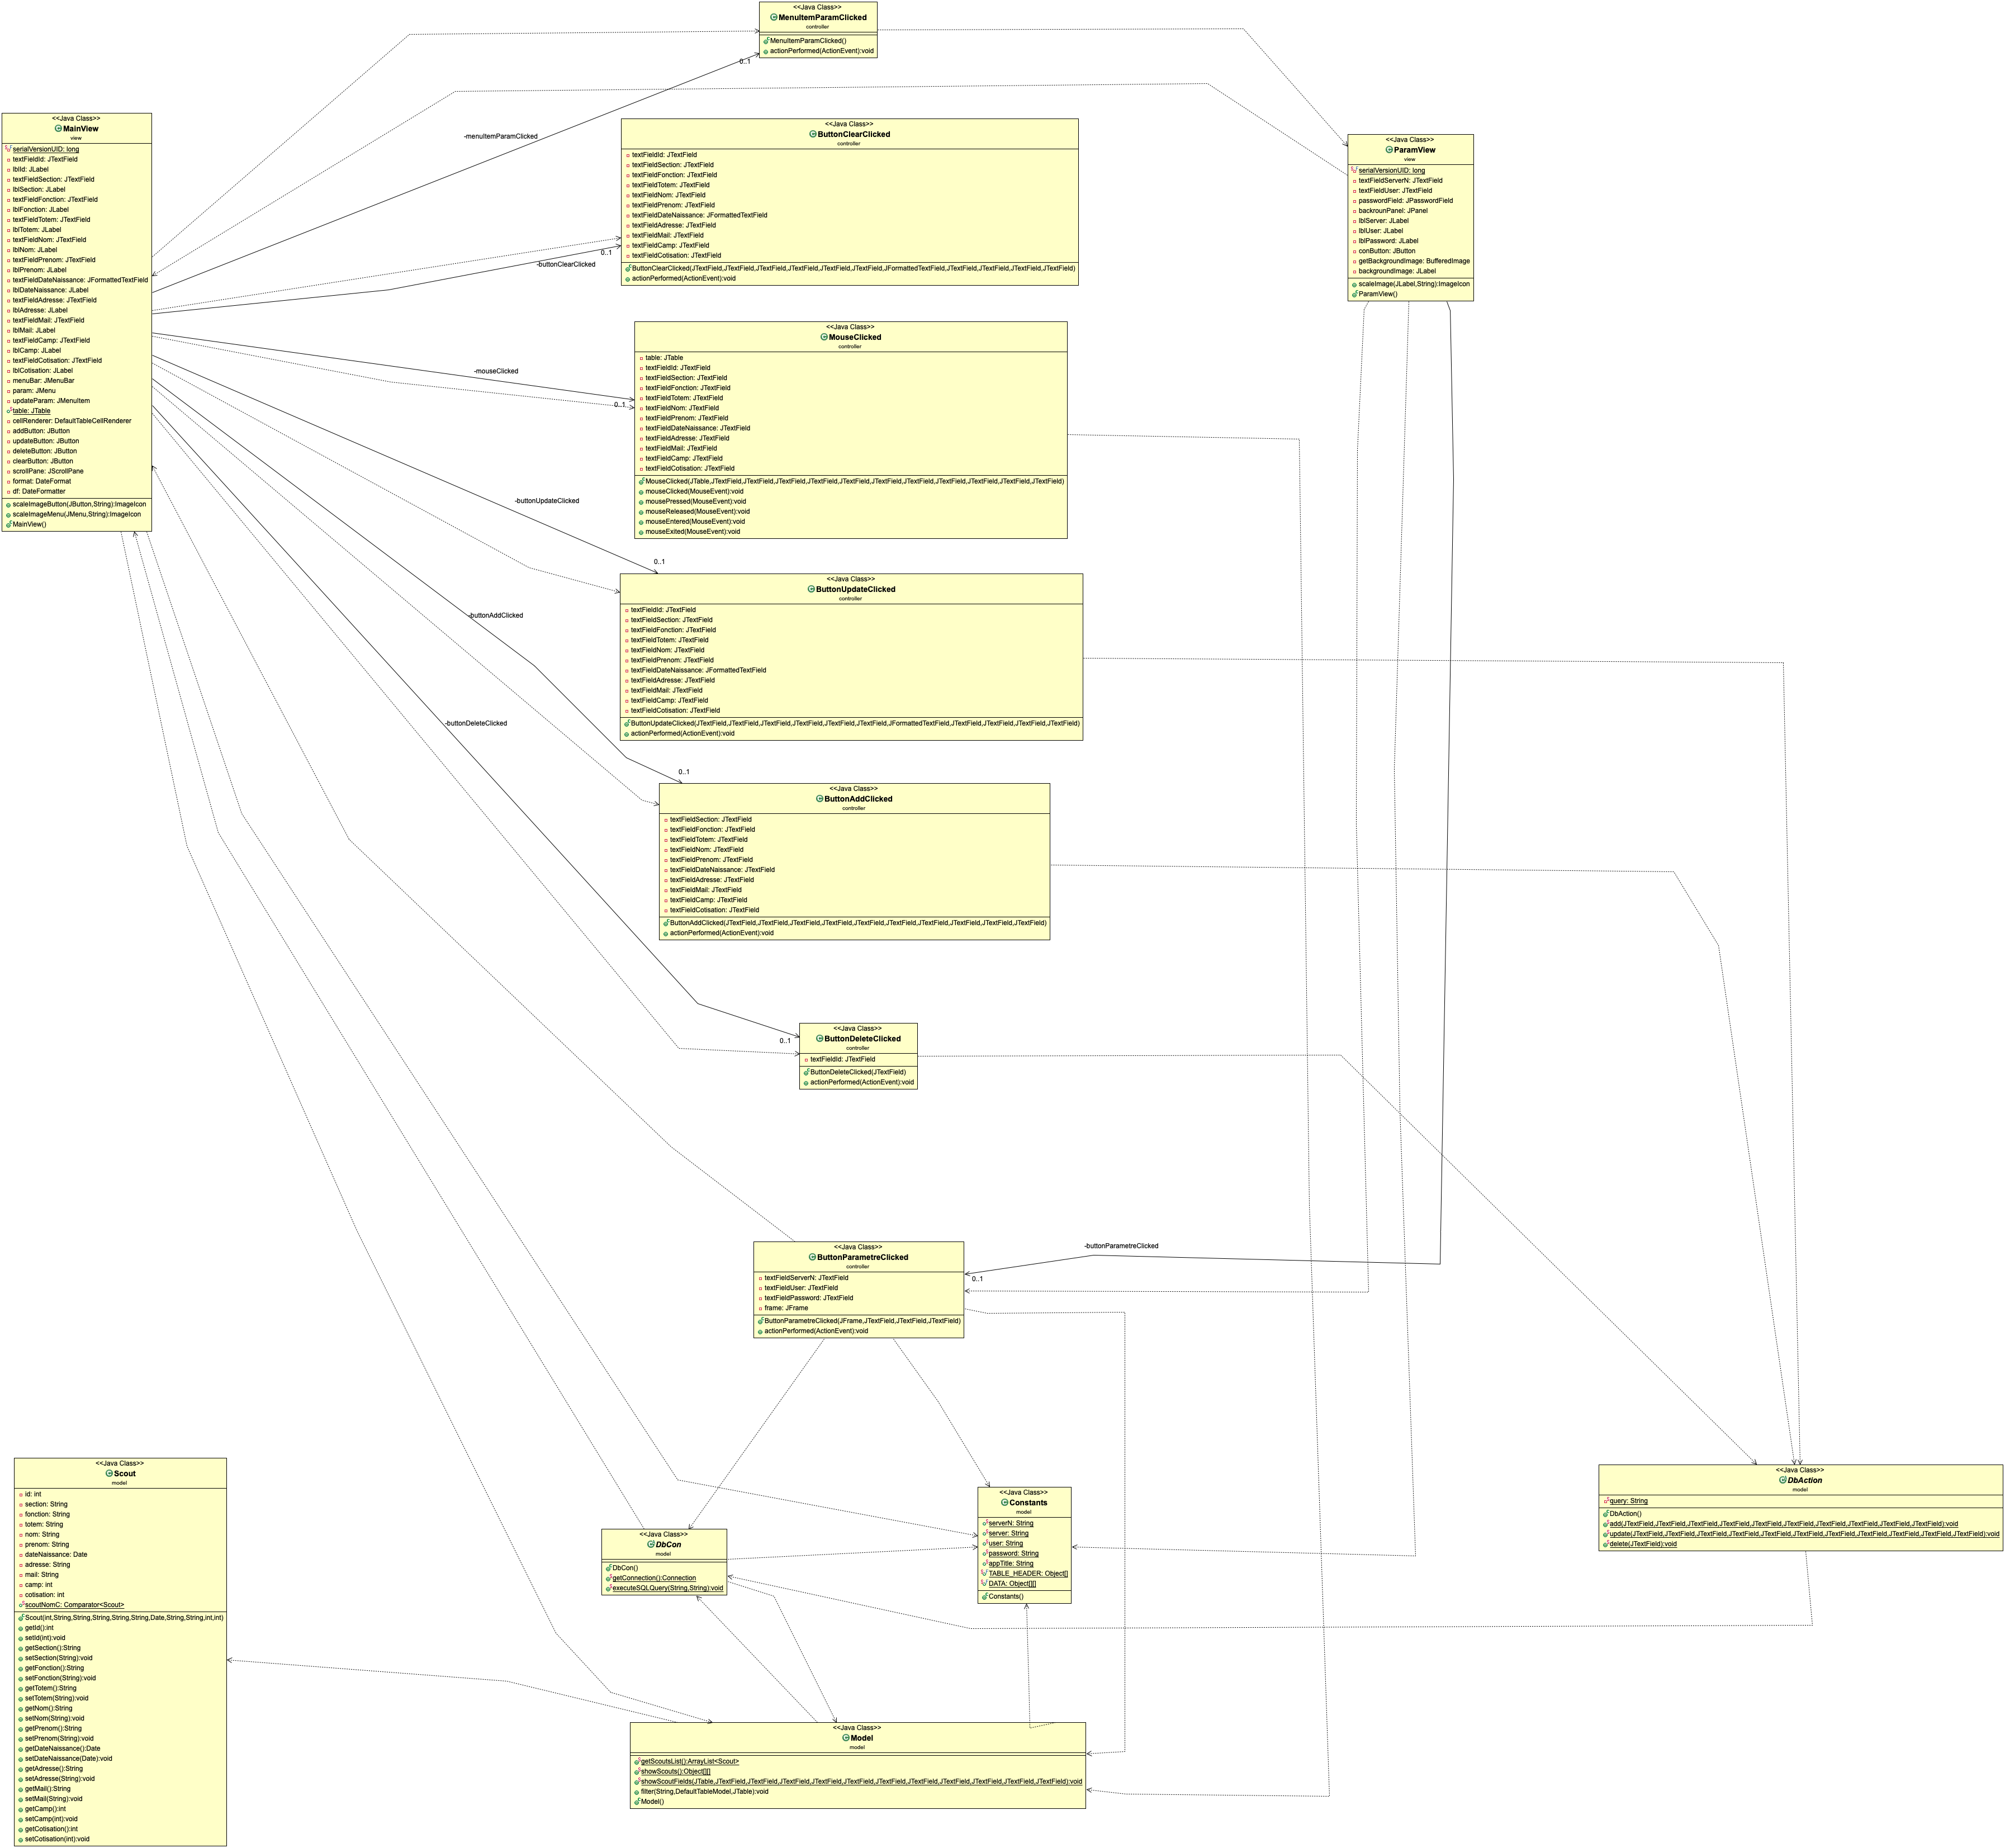 <<Java Class>>
MenuItemParamClicked
controller
MenuItemParamClicked()
actionPerformed(ActionEvent):void
0..1
-menuItemParamClicked
<<Java Class>>
MainView
view
serialVersionUID: long
textFieldId: JTextField
lblId: JLabel
textFieldSection: JTextField
lblSection: JLabel
textFieldFonction: JTextField
lblFonction: JLabel
textFieldTotem: JTextField
lblTotem: JLabel
textFieldNom: JTextField
lblNom: JLabel
textFieldPrenom: JTextField
lblPrenom: JLabel
textFieldDateNaissance: JFormattedTextField
lblDateNaissance: JLabel
textFieldAdresse: JTextField
lblAdresse: JLabel
textFieldMail: JTextField
lblMail: JLabel
textFieldCamp: JTextField
lblCamp: JLabel
textFieldCotisation: JTextField
lblCotisation: JLabel
menuBar: JMenuBar
param: JMenu
updateParam: JMenuItem
table: JTable
cellRenderer: DefaultTableCellRenderer
addButton: JButton
updateButton: JButton
deleteButton: JButton
clearButton: JButton
scrollPane: JScrollPane
format: DateFormat
df: DateFormatter
scaleImageButton(JButton,String):ImageIcon
scaleImageMenu(JMenu,String):ImageIcon
MainView()
<<Java Class>>
ButtonClearClicked
controller
textFieldId: JTextField
textFieldSection: JTextField
textFieldFonction: JTextField
textFieldTotem: JTextField
textFieldNom: JTextField
textFieldPrenom: JTextField
textFieldDateNaissance: JFormattedTextField
textFieldAdresse: JTextField
textFieldMail: JTextField
textFieldCamp: JTextField
textFieldCotisation: JTextField
ButtonClearClicked(JTextField,JTextField,JTextField,JTextField,JTextField,JTextField,JFormattedTextField,JTextField,JTextField,JTextField,JTextField)
actionPerformed(ActionEvent):void
0..1
-buttonClearClicked
<<Java Class>>
ParamView
view
serialVersionUID: long
textFieldServerN: JTextField
textFieldUser: JTextField
passwordField: JPasswordField
backrounPanel: JPanel
lblServer: JLabel
lblUser: JLabel
lblPassword: JLabel
conButton: JButton
getBackgroundImage: BufferedImage
backgroundImage: JLabel
scaleImage(JLabel,String):ImageIcon
ParamView()
<<Java Class>>
MouseClicked
controller
table: JTable
textFieldId: JTextField
textFieldSection: JTextField
textFieldFonction: JTextField
textFieldTotem: JTextField
textFieldNom: JTextField
textFieldPrenom: JTextField
textFieldDateNaissance: JTextField
textFieldAdresse: JTextField
textFieldMail: JTextField
textFieldCamp: JTextField
textFieldCotisation: JTextField
MouseClicked(JTable,JTextField,JTextField,JTextField,JTextField,JTextField,JTextField,JTextField,JTextField,JTextField,JTextField,JTextField)
mouseClicked(MouseEvent):void
mousePressed(MouseEvent):void
mouseReleased(MouseEvent):void
mouseEntered(MouseEvent):void
mouseExited(MouseEvent):void
-mouseClicked
0..1
-buttonUpdateClicked
0..1
<<Java Class>>
ButtonUpdateClicked
controller
textFieldId: JTextField
textFieldSection: JTextField
textFieldFonction: JTextField
textFieldTotem: JTextField
textFieldNom: JTextField
textFieldPrenom: JTextField
textFieldDateNaissance: JFormattedTextField
textFieldAdresse: JTextField
textFieldMail: JTextField
textFieldCamp: JTextField
textFieldCotisation: JTextField
ButtonUpdateClicked(JTextField,JTextField,JTextField,JTextField,JTextField,JTextField,JFormattedTextField,JTextField,JTextField,JTextField,JTextField)
actionPerformed(ActionEvent):void
-buttonAddClicked
0..1
<<Java Class>>
ButtonAddClicked
controller
textFieldSection: JTextField
textFieldFonction: JTextField
textFieldTotem: JTextField
textFieldNom: JTextField
textFieldPrenom: JTextField
textFieldDateNaissance: JTextField
textFieldAdresse: JTextField
textFieldMail: JTextField
textFieldCamp: JTextField
textFieldCotisation: JTextField
ButtonAddClicked(JTextField,JTextField,JTextField,JTextField,JTextField,JTextField,JTextField,JTextField,JTextField,JTextField)
actionPerformed(ActionEvent):void
-buttonDeleteClicked
0..1
<<Java Class>>
ButtonDeleteClicked
controller
textFieldId: JTextField
ButtonDeleteClicked(JTextField)
actionPerformed(ActionEvent):void
<<Java Class>>
ButtonParametreClicked
controller
textFieldServerN: JTextField
textFieldUser: JTextField
textFieldPassword: JTextField
frame: JFrame
ButtonParametreClicked(JFrame,JTextField,JTextField,JTextField)
actionPerformed(ActionEvent):void
-buttonParametreClicked
0..1
<<Java Class>>
Scout
model
id: int
section: String
fonction: String
totem: String
nom: String
prenom: String
dateNaissance: Date
adresse: String
mail: String
camp: int
cotisation: int
scoutNomC: Comparator<Scout>
Scout(int,String,String,String,String,String,Date,String,String,int,int)
getId():int
setId(int):void
getSection():String
setSection(String):void
getFonction():String
setFonction(String):void
getTotem():String
setTotem(String):void
getNom():String
setNom(String):void
getPrenom():String
setPrenom(String):void
getDateNaissance():Date
setDateNaissance(Date):void
getAdresse():String
setAdresse(String):void
getMail():String
setMail(String):void
getCamp():int
setCamp(int):void
getCotisation():int
setCotisation(int):void
<<Java Class>>
DbCon
model
DbCon()
getConnection():Connection
executeSQLQuery(String,String):void
<<Java Class>>
Constants
model
serverN: String
server: String
user: String
password: String
appTitle: String
TABLE_HEADER: Object[]
DATA: Object[][]
Constants()
<<Java Class>>
DbAction
model
query: String
DbAction()
add(JTextField,JTextField,JTextField,JTextField,JTextField,JTextField,JTextField,JTextField,JTextField,JTextField):void
update(JTextField,JTextField,JTextField,JTextField,JTextField,JTextField,JTextField,JTextField,JTextField,JTextField,JTextField):void
delete(JTextField):void
<<Java Class>>
Model
model
getScoutsList():ArrayList<Scout>
showScouts():Object[][]
showScoutFields(JTable,JTextField,JTextField,JTextField,JTextField,JTextField,JTextField,JTextField,JTextField,JTextField,JTextField,JTextField):void
filter(String,DefaultTableModel,JTable):void
Model()